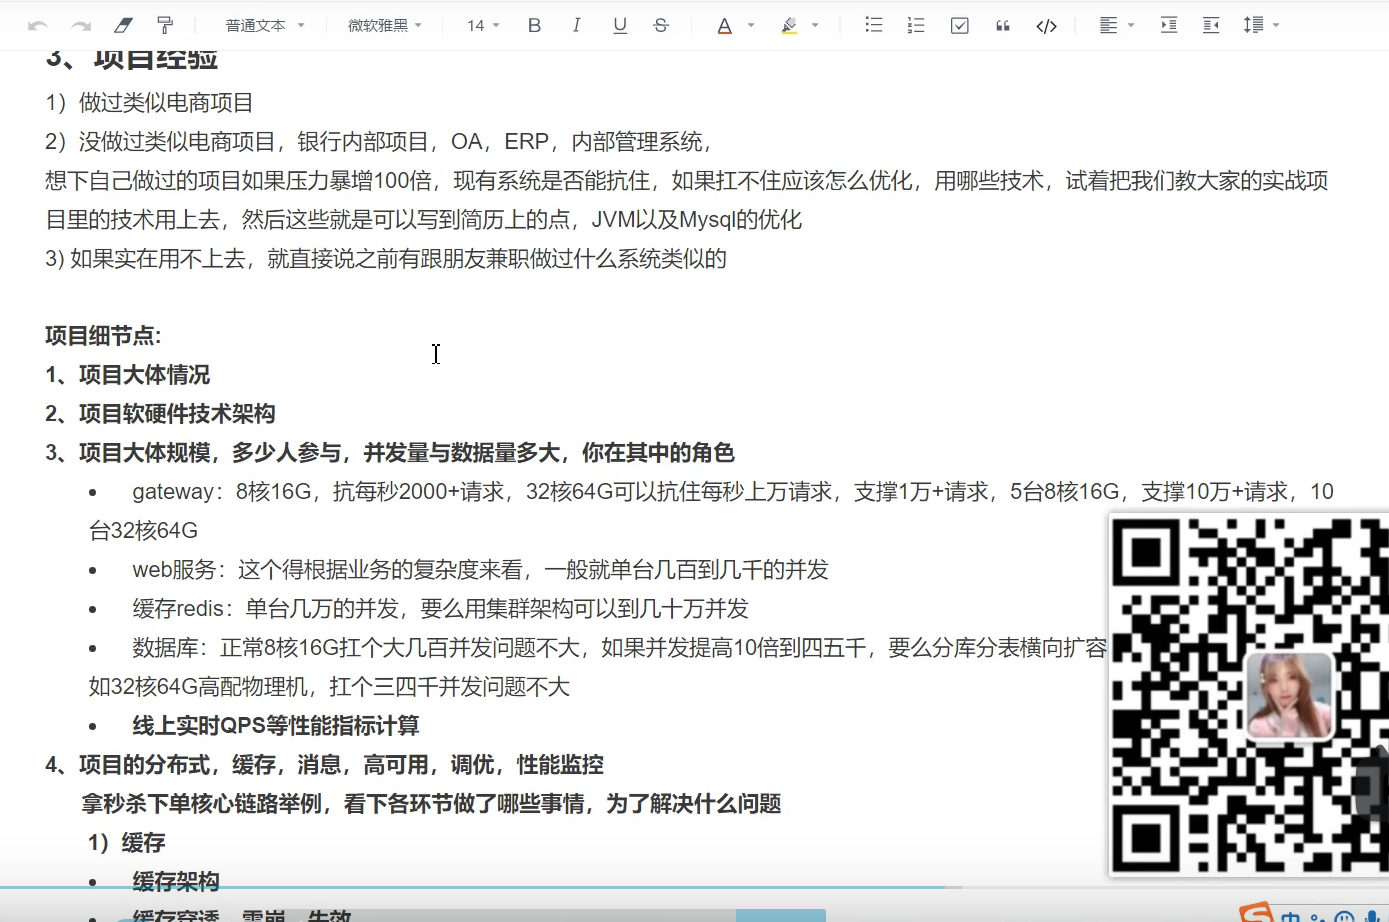 普通文本 微软雅黑 14 B I U S A
3、项目经验
1）做过类似电商项目
2）没做过类似电商项目，银行内部项目，OA，ERP，内部管理系统，
想下自己做过的项目如果压力暴增100倍，现有系统是否能抗住，如果扛不住应该怎么优化，用哪些技术，试着把我们教大家的实战项
目里的技术用上去，然后这些就是可以写到简历上的点，JVM以及Mysql的优化
3) 如果实在用不上去，就直接说之前有跟朋友兼职做过什么系统类似的
项目细节点:
1、项目大体情况
2、项目软硬件技术架构
3、项目大体规模，多少人参与，并发量与数据量多大，你在其中的角色
• gateway：8核16G，抗每秒2000+请求，32核64G可以抗住每秒上万请求，支撑1万+请求，5台8核16G，支撑10万+请求，10
台32核64G
• web服务：这个得根据业务的复杂度来看，一般就单台几百到几千的并发
• 缓存redis：单台几万的并发，要么用集群架构可以到几十万并发
• 数据库：正常8核16G扛个大几百并发问题不大，如果并发提高10倍到四五千，要么分库分表横向扩容
如32核64G高配物理机，扛个三四千并发问题不大
• 线上实时QPS等性能指标计算
4、项目的分布式，缓存，消息，高可用，调优，性能监控
拿秒杀下单核心链路举例，看下各环节做了哪些事情，为了解决什么问题
1）缓存
• 缓存架构
• 缓存穿透、雪崩、失效
中